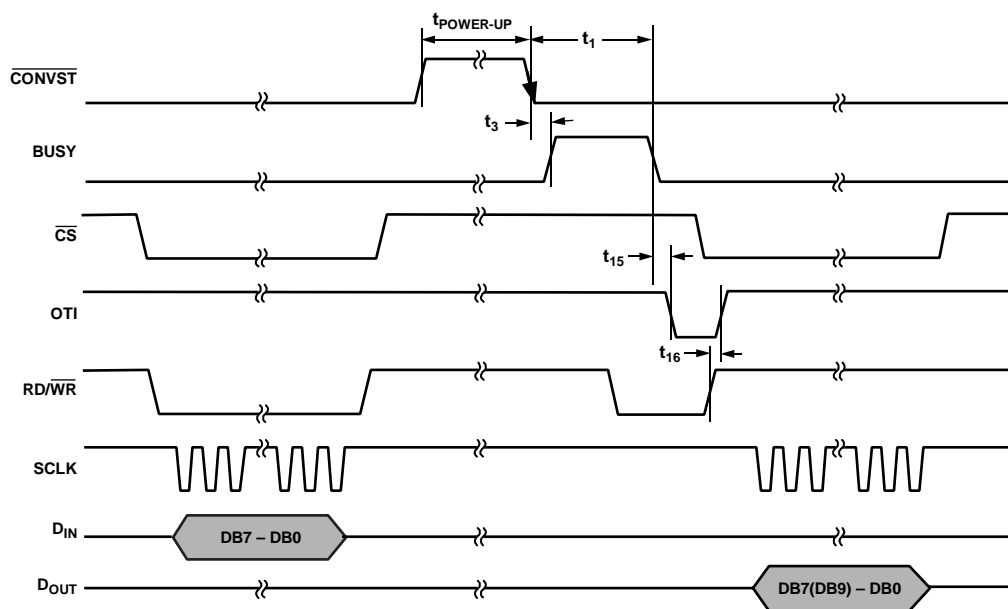 tPOWER-UP
t1
CONVST
t3
BUSY
CS
t15
OTI
t16
RD/WR
SCLK
DIN
DB7 – DB0
DOUT
DB7(DB9) – DB0